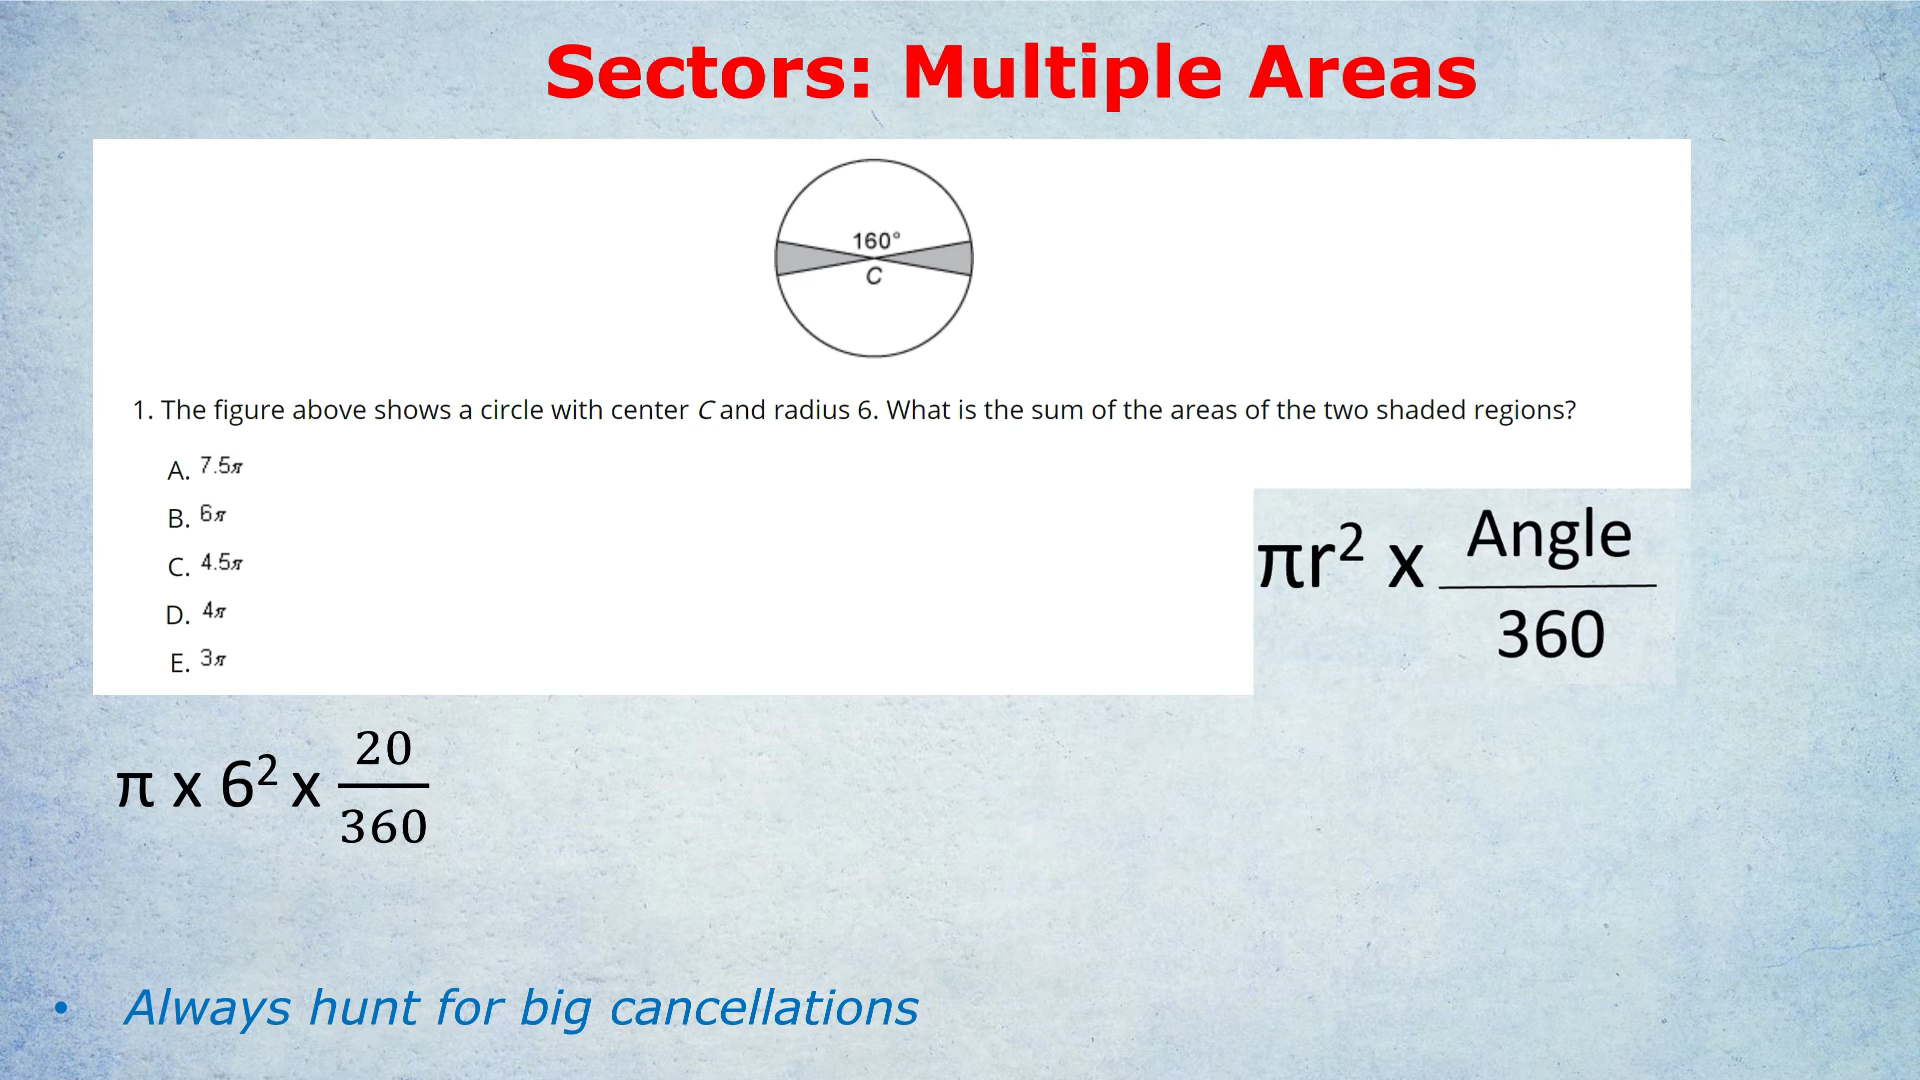 Sectors: Multiple Areas
160°
C
1. The figure above shows a circle with center C and radius 6. What is the sum of the areas of the two shaded regions?
A. 7.5π
B. 6π
C. 4.5π
D. 4π
E. 3π
πr² x Angle
360
π x 6² x 20
360
• Always hunt for big cancellations